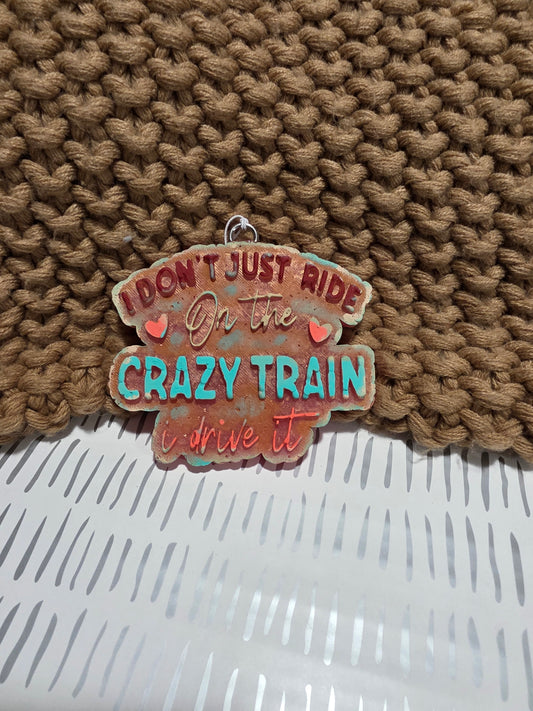 I DON'T JUST RIDE
On the
CRAZY TRAIN
i drive it